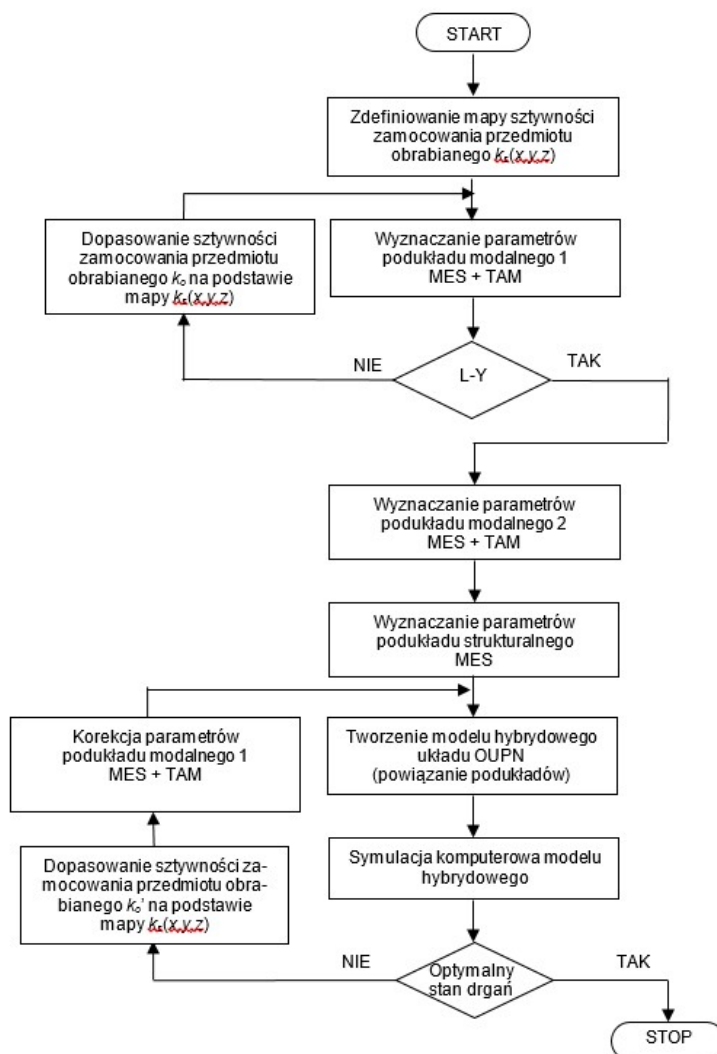 START
Zdefiniowanie mapy sztywności
zamocowania przedmiotu
obrabianego kε(x,y,z)
Dopasowanie sztywności
zamocowania przedmiotu
obrabianego ko na podstawie
mapy kε(x,y,z)
Wyznaczanie parametrów
podukładu modalnego 1
MES + TAM
NIE
L-Y
TAK
Wyznaczanie parametrów
podukładu modalnego 2
MES + TAM
Wyznaczanie parametrów
podukładu strukturalnego
MES
Korekcja parametrów
podukładu modalnego 1
MES + TAM
Tworzenie modelu hybrydowego
układu OUPN
(powiązanie podukładów)
Dopasowanie sztywności za-
mocowania przedmiotu obra-
bianego ko' na podstawie
mapy kε(x,y,z)
Symulacja komputerowa modelu
hybrydowego
NIE
Optymalny
stan drgań
TAK
STOP